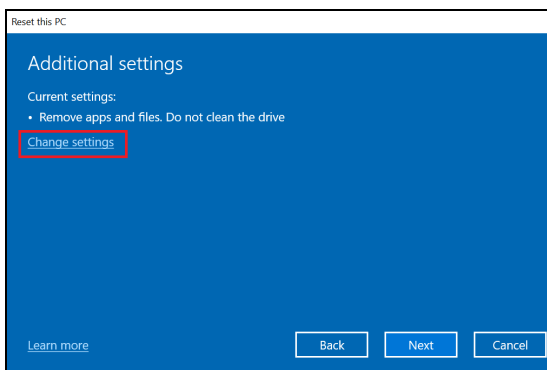 Reset this PC
Additional settings
Current settings:
• Remove apps and files. Do not clean the drive
Change settings
Learn more
Back
Next
Cancel